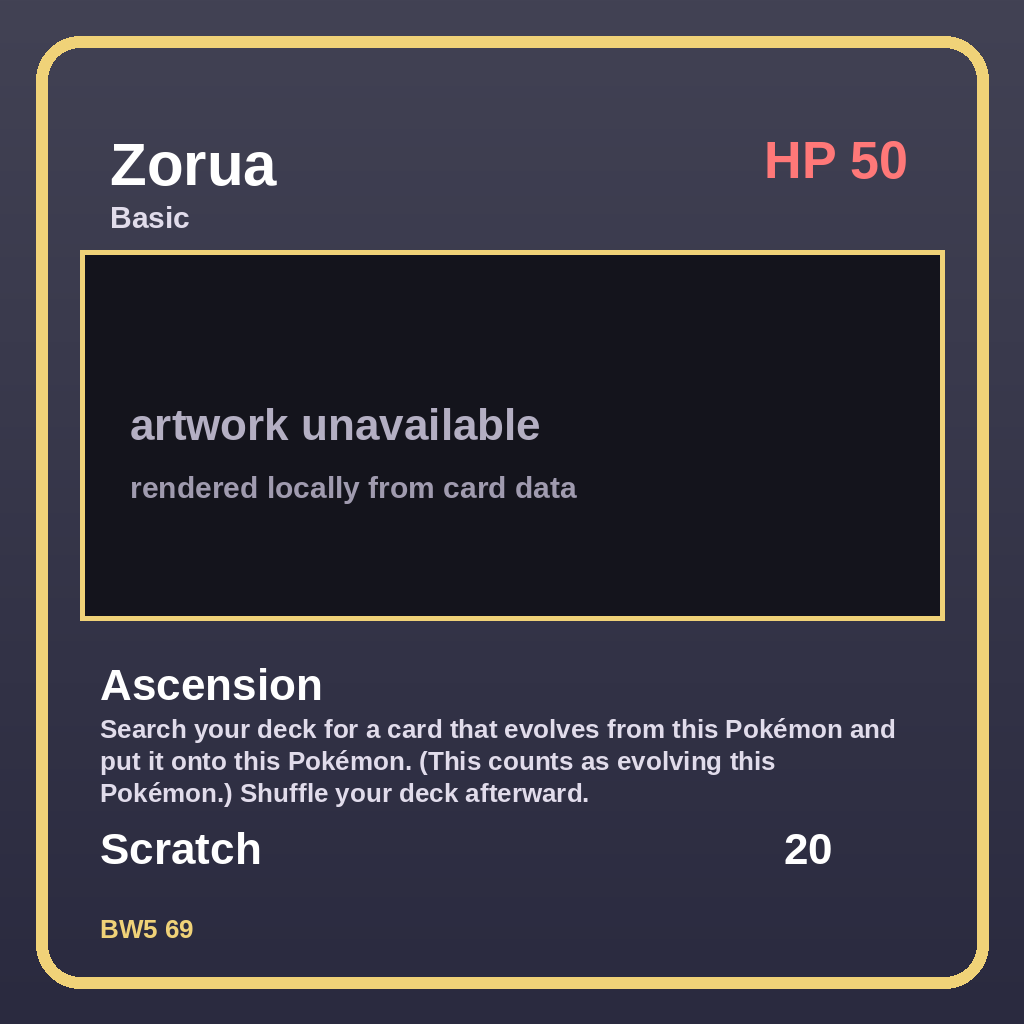 Zorua
HP 50
Basic
artwork unavailable
rendered locally from card data
Ascension
Search your deck for a card that evolves from this Pokémon and
put it onto this Pokémon. (This counts as evolving this
Pokémon.) Shuffle your deck afterward.
Scratch 20
BW5 69